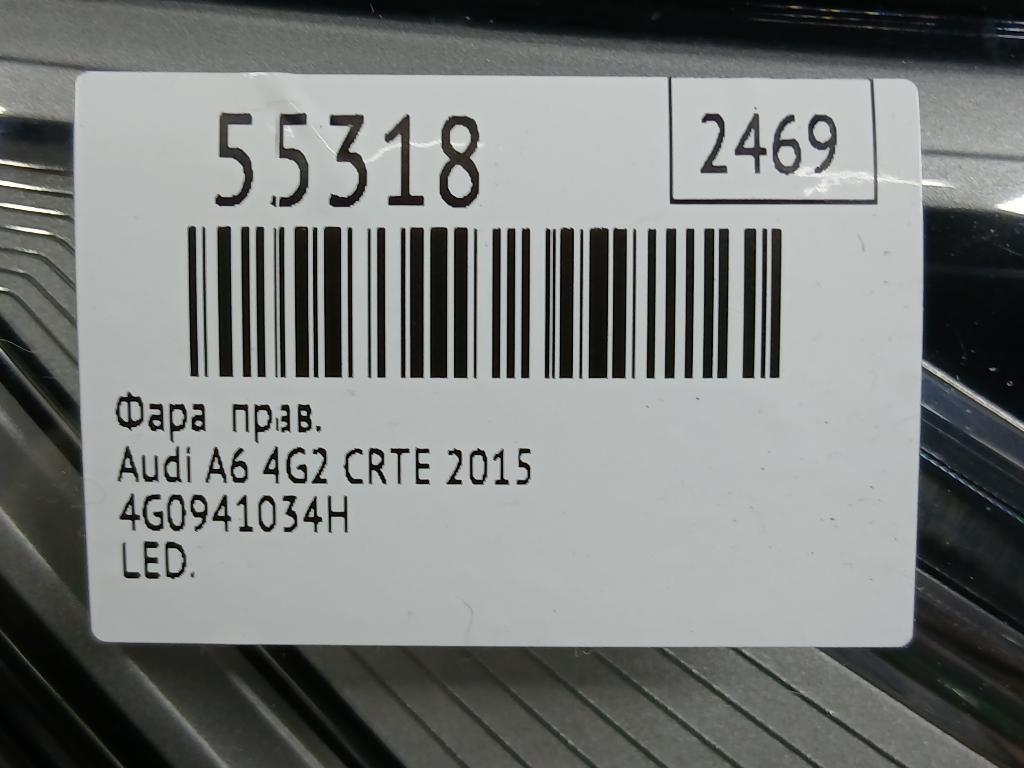 55318
2469
Фара прав.
Audi A6 4G2 CRTE 2015
4G0941034H
LED.